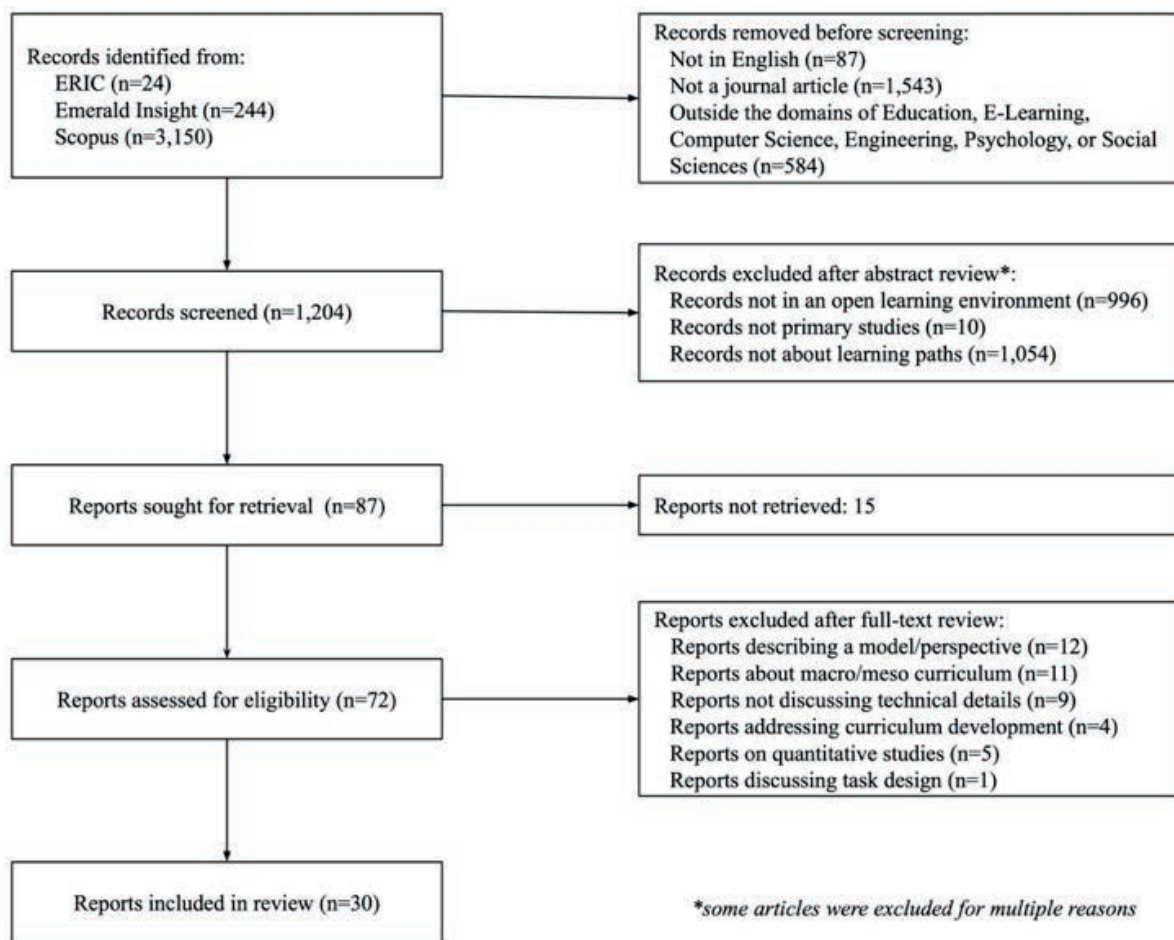 Records identified from:
ERIC (n=24)
Emerald Insight (n=244)
Scopus (n=3,150)
Records removed before screening:
Not in English (n=87)
Not a journal article (n=1,543)
Outside the domains of Education, E-Learning,
Computer Science, Engineering, Psychology, or Social
Sciences (n=584)
Records screened (n=1,204)
Records excluded after abstract review*:
Records not in an open learning environment (n=996)
Records not primary studies (n=10)
Records not about learning paths (n=1,054)
Reports sought for retrieval (n=87)
Reports not retrieved: 15
Reports assessed for eligibility (n=72)
Reports excluded after full-text review:
Reports describing a model/perspective (n=12)
Reports about macro/meso curriculum (n=11)
Reports not discussing technical details (n=9)
Reports addressing curriculum development (n=4)
Reports on quantitative studies (n=5)
Reports discussing task design (n=1)
Reports included in review (n=30)
*some articles were excluded for multiple reasons